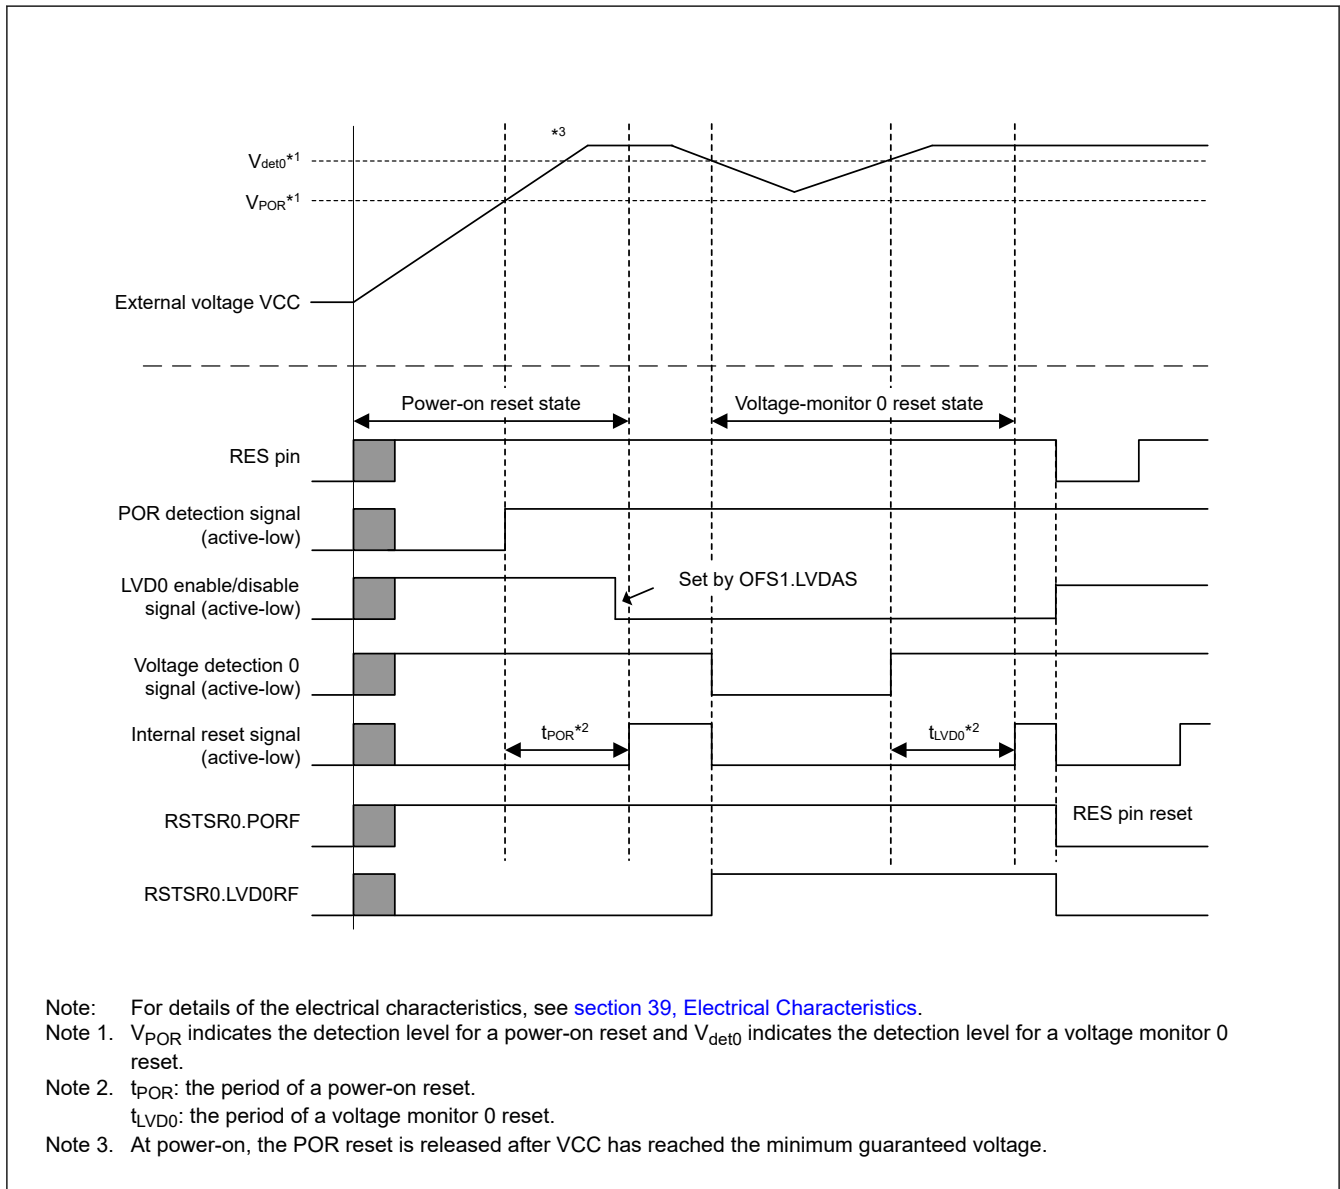 *3
Vdet0*1
VPOR*1
External voltage VCC
Power-on reset state
Voltage-monitor 0 reset state
RES pin
POR detection signal
(active-low)
LVD0 enable/disable
signal (active-low)
Set by OFS1.LVDAS
Voltage detection 0
signal (active-low)
Internal reset signal
(active-low)
tPOR*2
tLVD0*2
RSTSR0.PORF
RES pin reset
RSTSR0.LVD0RF
Note: For details of the electrical characteristics, see section 39, Electrical Characteristics.
Note 1. VPOR indicates the detection level for a power-on reset and Vdet0 indicates the detection level for a voltage monitor 0
reset.
Note 2. tPOR: the period of a power-on reset.
tLVD0: the period of a voltage monitor 0 reset.
Note 3. At power-on, the POR reset is released after VCC has reached the minimum guaranteed voltage.